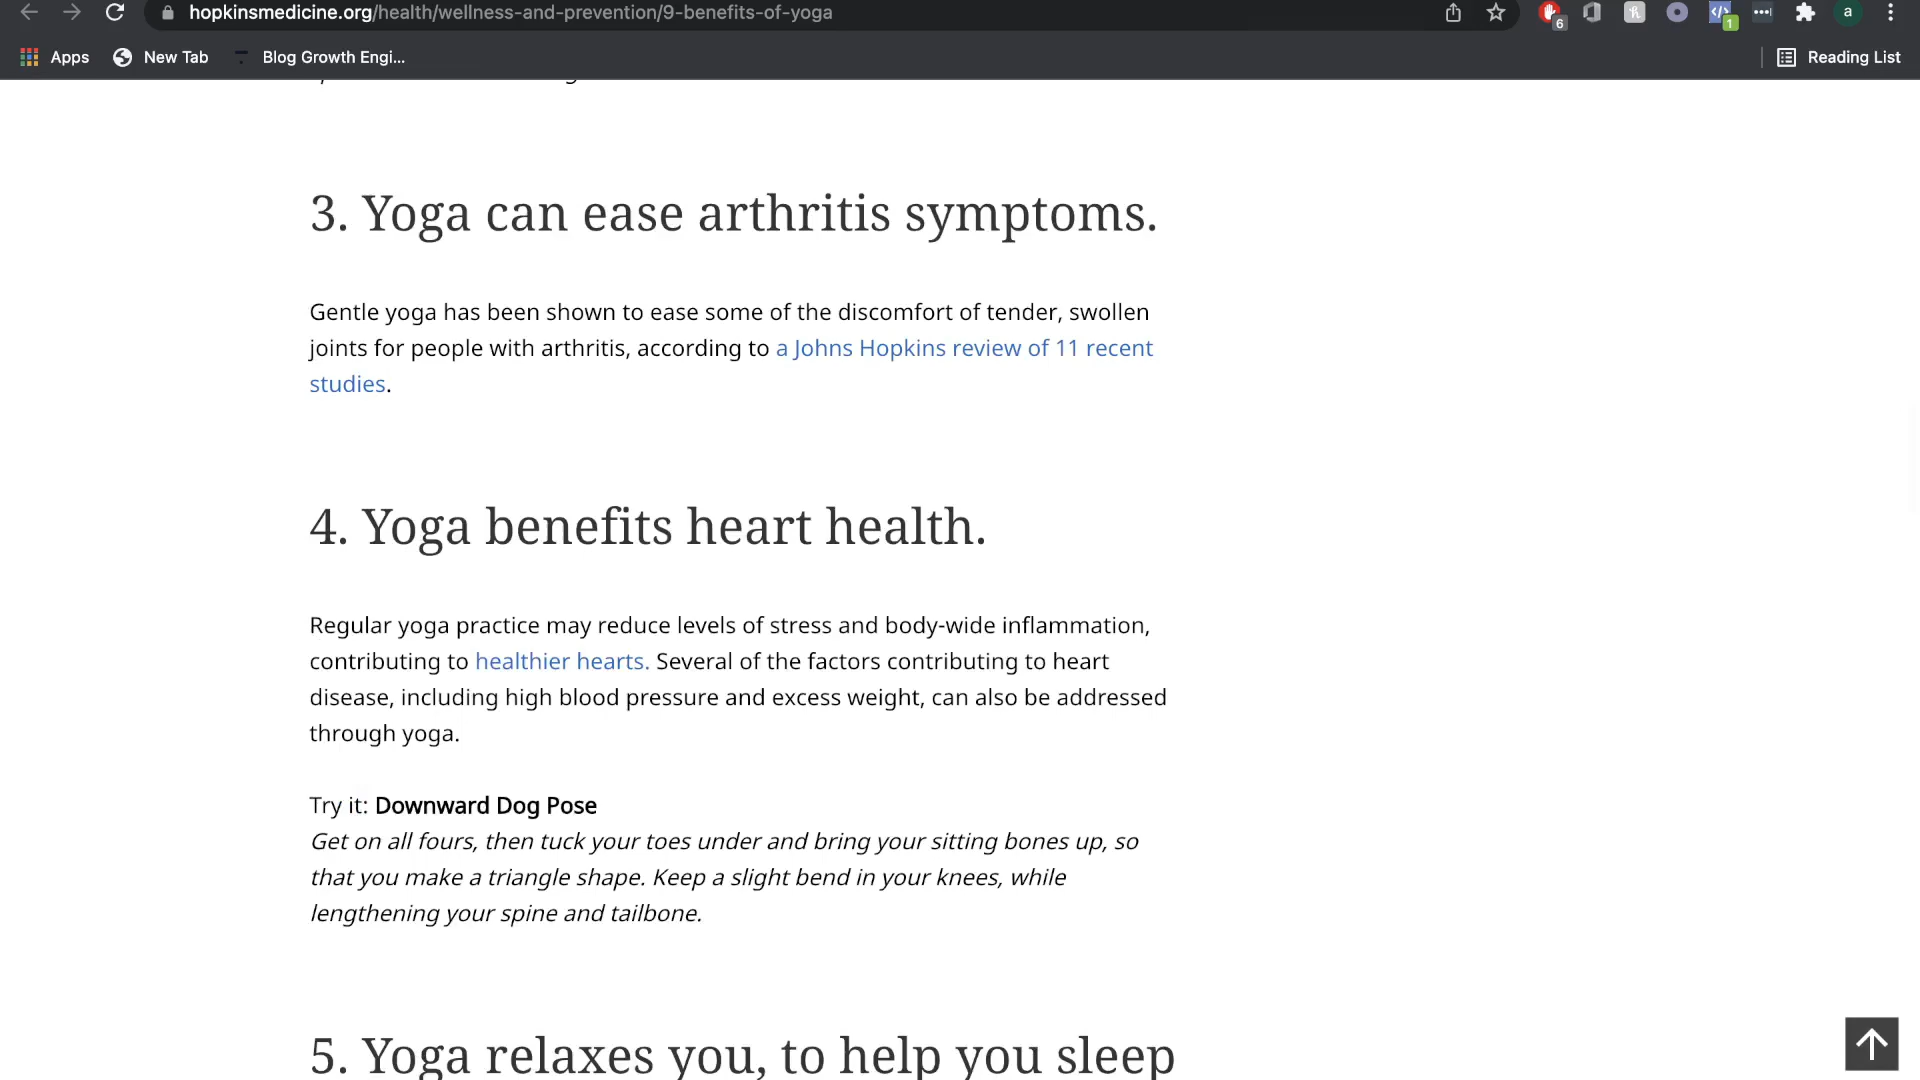 hopkinsmedicine.org/health/wellness-and-prevention/9-benefits-of-yoga
6
1
a
Apps
New Tab
Blog Growth Engi...
Reading List
3. Yoga can ease arthritis symptoms.
Gentle yoga has been shown to ease some of the discomfort of tender, swollen
joints for people with arthritis, according to a Johns Hopkins review of 11 recent
studies.
4. Yoga benefits heart health.
Regular yoga practice may reduce levels of stress and body-wide inflammation,
contributing to healthier hearts. Several of the factors contributing to heart
disease, including high blood pressure and excess weight, can also be addressed
through yoga.
Try it: Downward Dog Pose
Get on all fours, then tuck your toes under and bring your sitting bones up, so
that you make a triangle shape. Keep a slight bend in your knees, while
lengthening your spine and tailbone.
5. Yoga relaxes you, to help you sleep